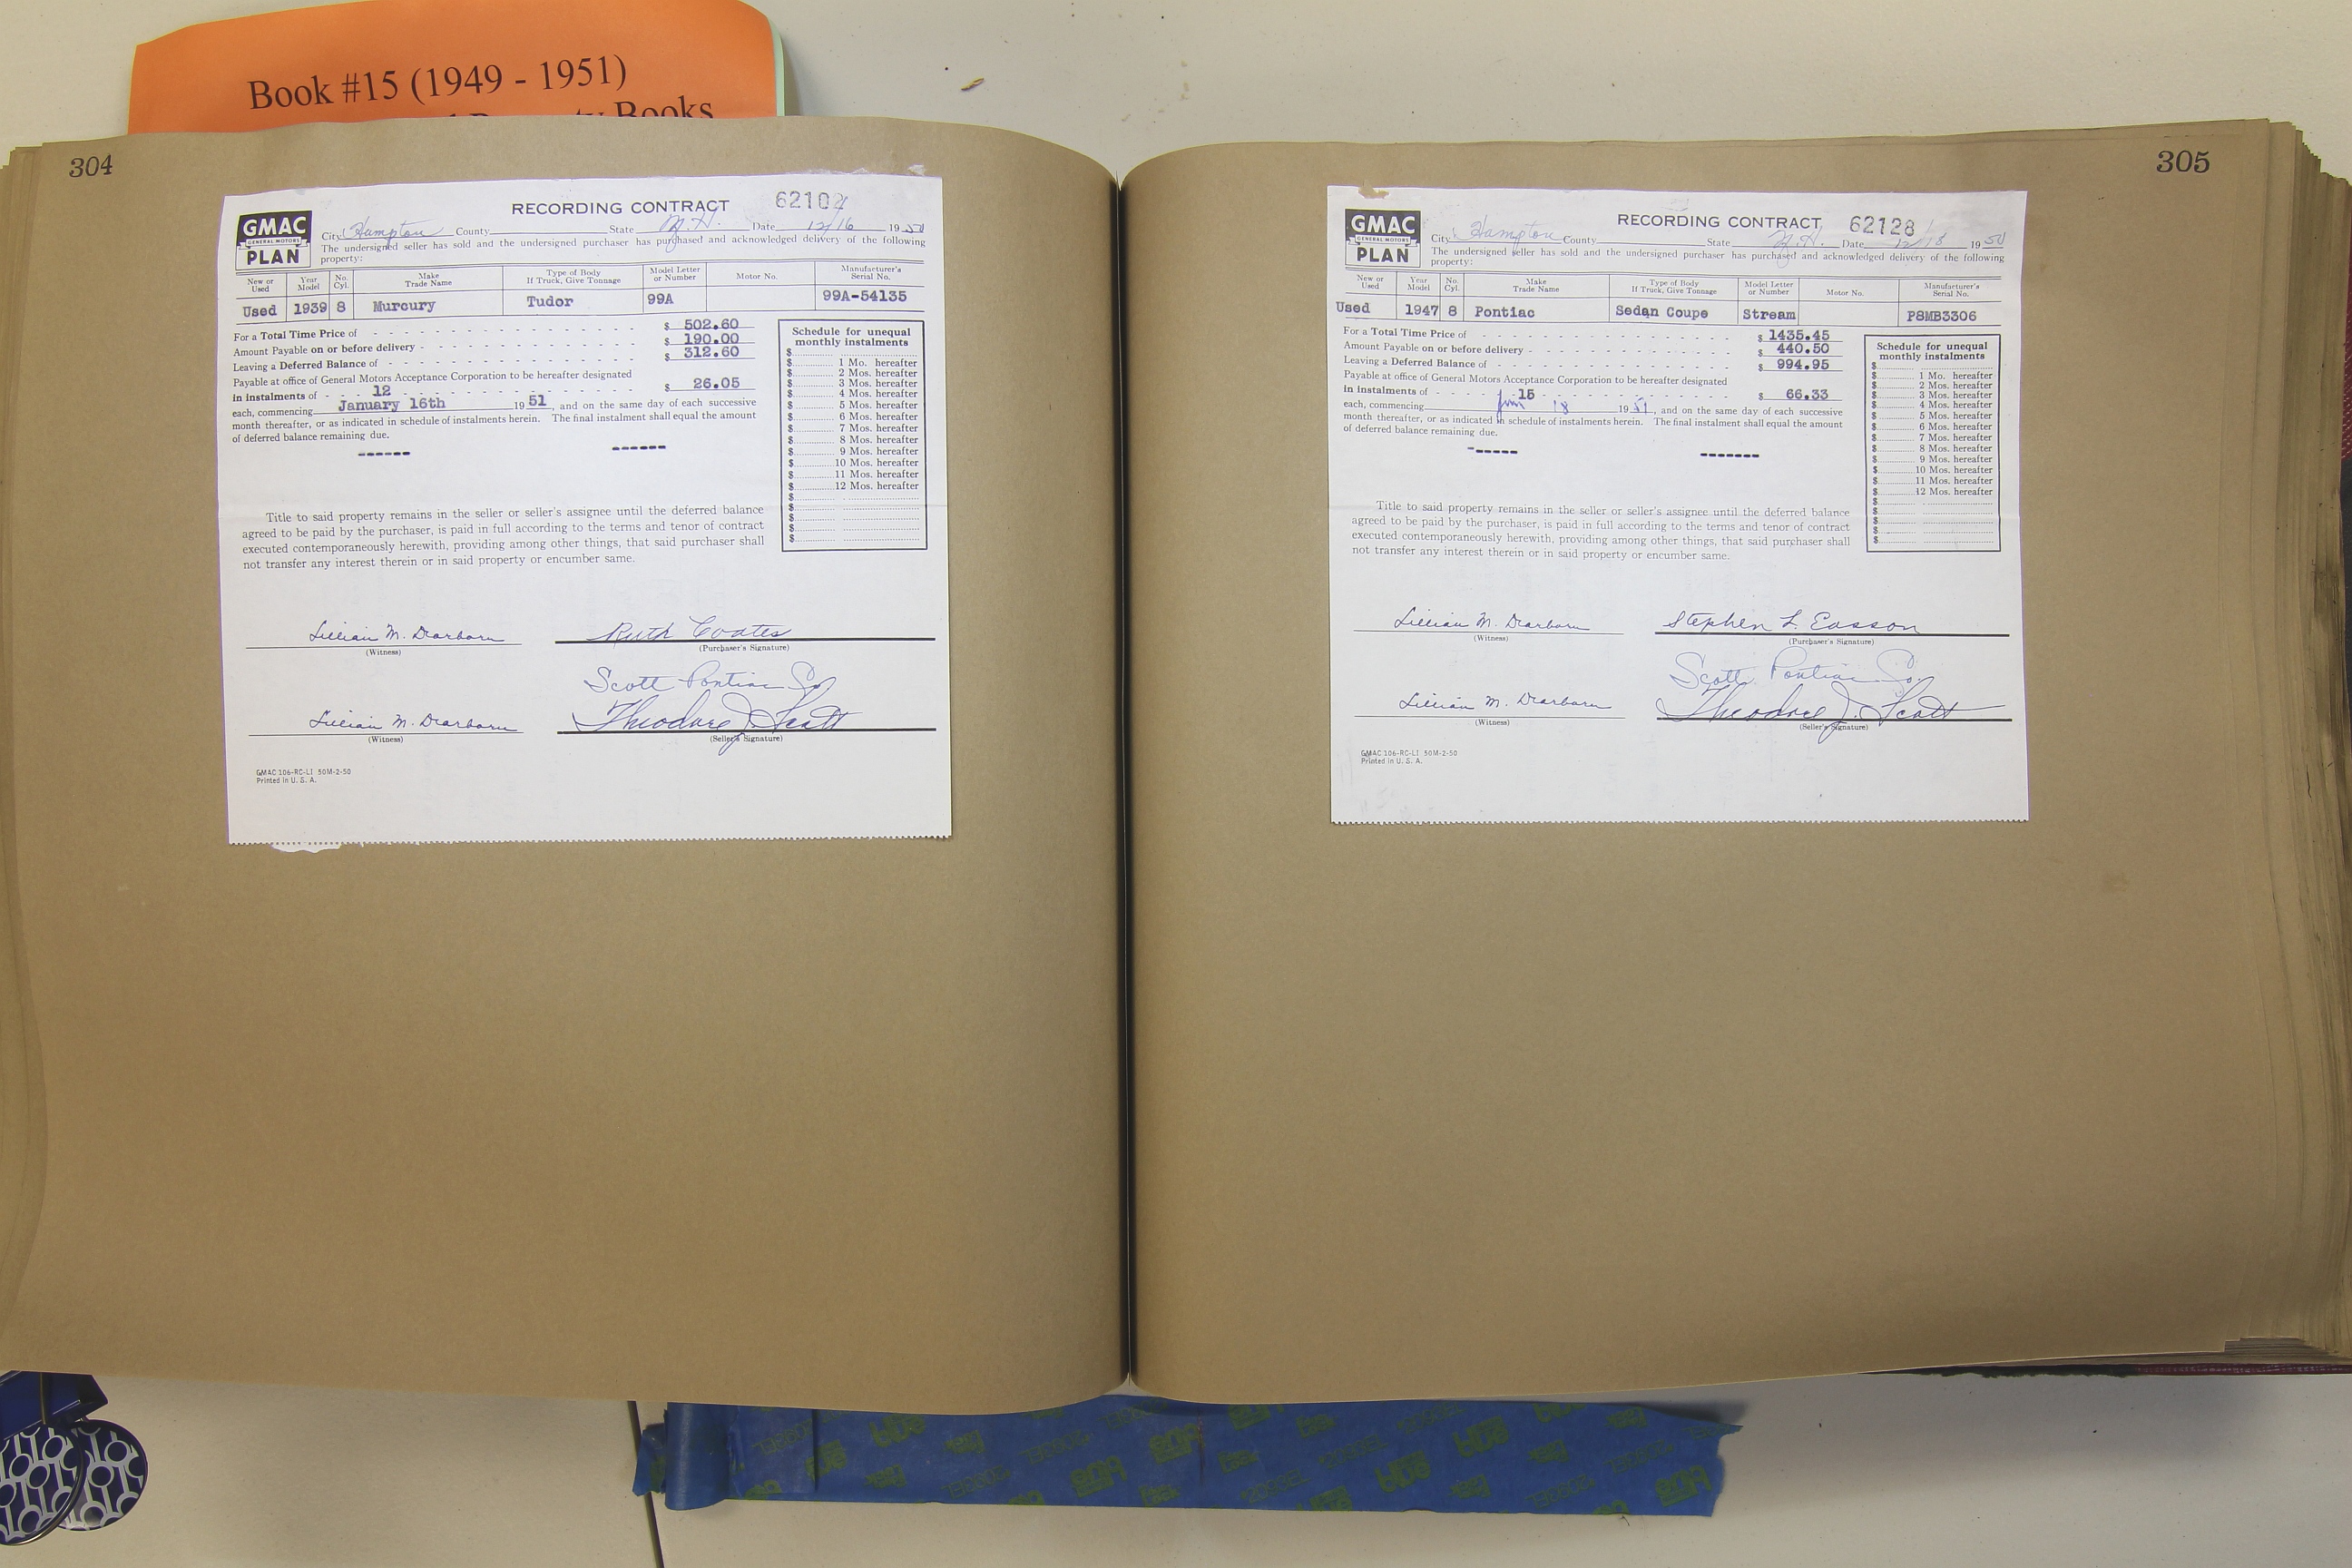 Book #15 (1949 - 1951)
304
RECORDING CONTRACT
62102
GMAC
GENERAL MOTORS
PLAN
City Hampton County State N.H. Date 12/16 1950
The undersigned seller has sold and the undersigned purchaser has purchased and acknowledged delivery of the following
property:
New or Used Year Model No. Cyl. Make Trade Name Type of Body If Truck, Give Tonnage Model Letter or Number Motor No. Manufacturer's Serial No.
Used 1939 8 Murcury Tudor 99A 99A-54135
For a Total Time Price of $ 502.60
Amount Payable on or before delivery $ 190.00
Leaving a Deferred Balance of $ 312.60
Payable at office of General Motors Acceptance Corporation to be hereafter designated
in instalments of 12 $ 26.05
each, commencing January 16th 1951, and on the same day of each successive
month thereafter, or as indicated in schedule of instalments herein. The final instalment shall equal the amount
of deferred balance remaining due.
Schedule for unequal
monthly instalments
$
$ 1 Mo. hereafter
$ 2 Mos. hereafter
$ 3 Mos. hereafter
$ 4 Mos. hereafter
$ 5 Mos. hereafter
$ 6 Mos. hereafter
$ 7 Mos. hereafter
$ 8 Mos. hereafter
$ 9 Mos. hereafter
$ 10 Mos. hereafter
$ 11 Mos. hereafter
$ 12 Mos. hereafter
$
$
$
$
$
Title to said property remains in the seller or seller's assignee until the deferred balance
agreed to be paid by the purchaser, is paid in full according to the terms and tenor of contract
executed contemporaneously herewith, providing among other things, that said purchaser shall
not transfer any interest therein or in said property or encumber same.
Lillian M. Dearborn Ruth Coates
(Witness) (Purchaser's Signature)
Scott Pontiac Co
Lillian M. Dearborn Theodore J. Scott
(Witness) (Seller's Signature)
GMAC 106-RC-LI 50M-2-50
Printed in U. S. A.
305
RECORDING CONTRACT 62128
GMAC
GENERAL MOTORS
PLAN
City Hampton County State N.H. Date 12/18 1950
The undersigned seller has sold and the undersigned purchaser has purchased and acknowledged delivery of the following
property:
New or Used Year Model No. Cyl. Make Trade Name Type of Body If Truck, Give Tonnage Model Letter or Number Motor No. Manufacturer's Serial No.
Used 1947 8 Pontiac Sedan Coupe Stream P8MB3306
For a Total Time Price of $ 1435.45
Amount Payable on or before delivery $ 440.50
Leaving a Deferred Balance of $ 994.95
Payable at office of General Motors Acceptance Corporation to be hereafter designated
in instalments of 15 $ 66.33
each, commencing Jan 18 1951, and on the same day of each successive
month thereafter, or as indicated in schedule of instalments herein. The final instalment shall equal the amount
of deferred balance remaining due.
Schedule for unequal
monthly instalments
$
$ 1 Mo. hereafter
$ 2 Mos. hereafter
$ 3 Mos. hereafter
$ 4 Mos. hereafter
$ 5 Mos. hereafter
$ 6 Mos. hereafter
$ 7 Mos. hereafter
$ 8 Mos. hereafter
$ 9 Mos. hereafter
$ 10 Mos. hereafter
$ 11 Mos. hereafter
$ 12 Mos. hereafter
$
$
$
$
$
Title to said property remains in the seller or seller's assignee until the deferred balance
agreed to be paid by the purchaser, is paid in full according to the terms and tenor of contract
executed contemporaneously herewith, providing among other things, that said purchaser shall
not transfer any interest therein or in said property or encumber same.
Lillian M. Dearborn Stephen L. Easson
(Witness) (Purchaser's Signature)
Scott Pontiac Co.
Lillian M. Dearborn Theodore J. Scott
(Witness) (Seller's Signature)
GMAC 106-RC-LI 50M-2-50
Printed in U. S. A.